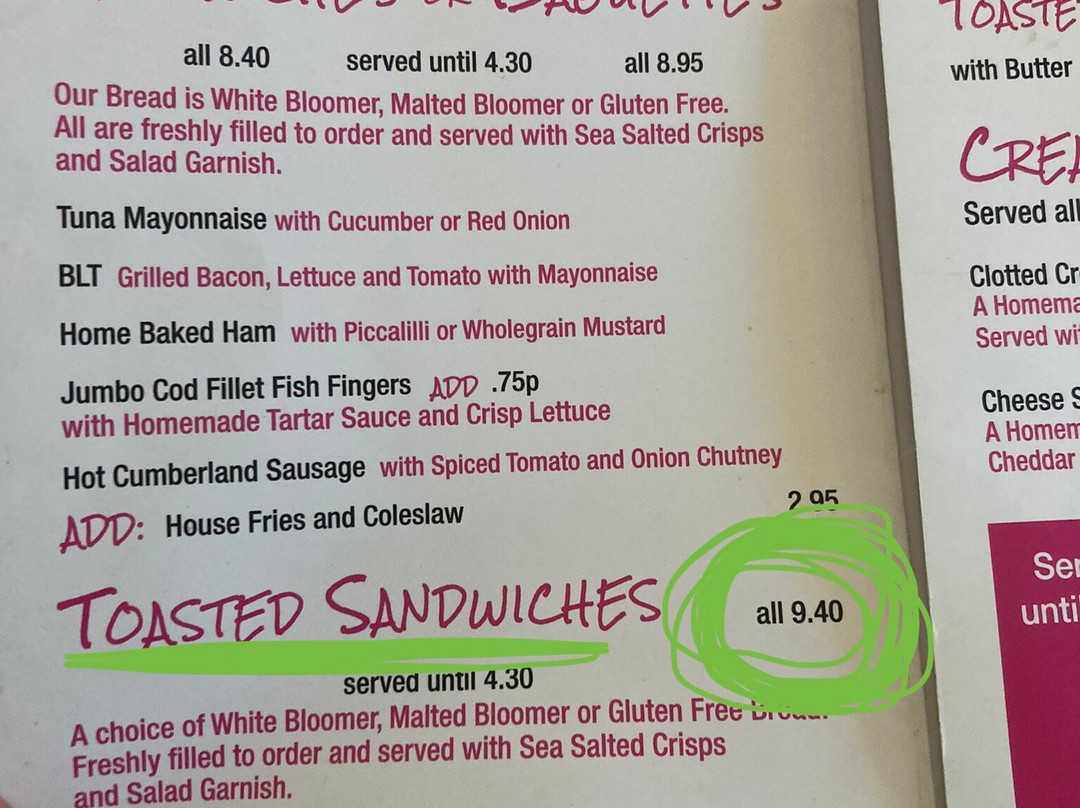 all 8.40 served until 4.30 all 8.95
Our Bread is White Bloomer, Malted Bloomer or Gluten Free.
All are freshly filled to order and served with Sea Salted Crisps
and Salad Garnish.
Tuna Mayonnaise with Cucumber or Red Onion
BLT Grilled Bacon, Lettuce and Tomato with Mayonnaise
Home Baked Ham with Piccalilli or Wholegrain Mustard
Jumbo Cod Fillet Fish Fingers ADD .75p
with Homemade Tartar Sauce and Crisp Lettuce
Hot Cumberland Sausage with Spiced Tomato and Onion Chutney
ADD: House Fries and Coleslaw 2.95
TOASTED SANDWICHES all 9.40
served until 4.30
A choice of White Bloomer, Malted Bloomer or Gluten Free
Freshly filled to order and served with Sea Salted Crisps
and Salad Garnish.
with Butter
Served all
Clotted
A
Served
Cheese
A
Cheddar